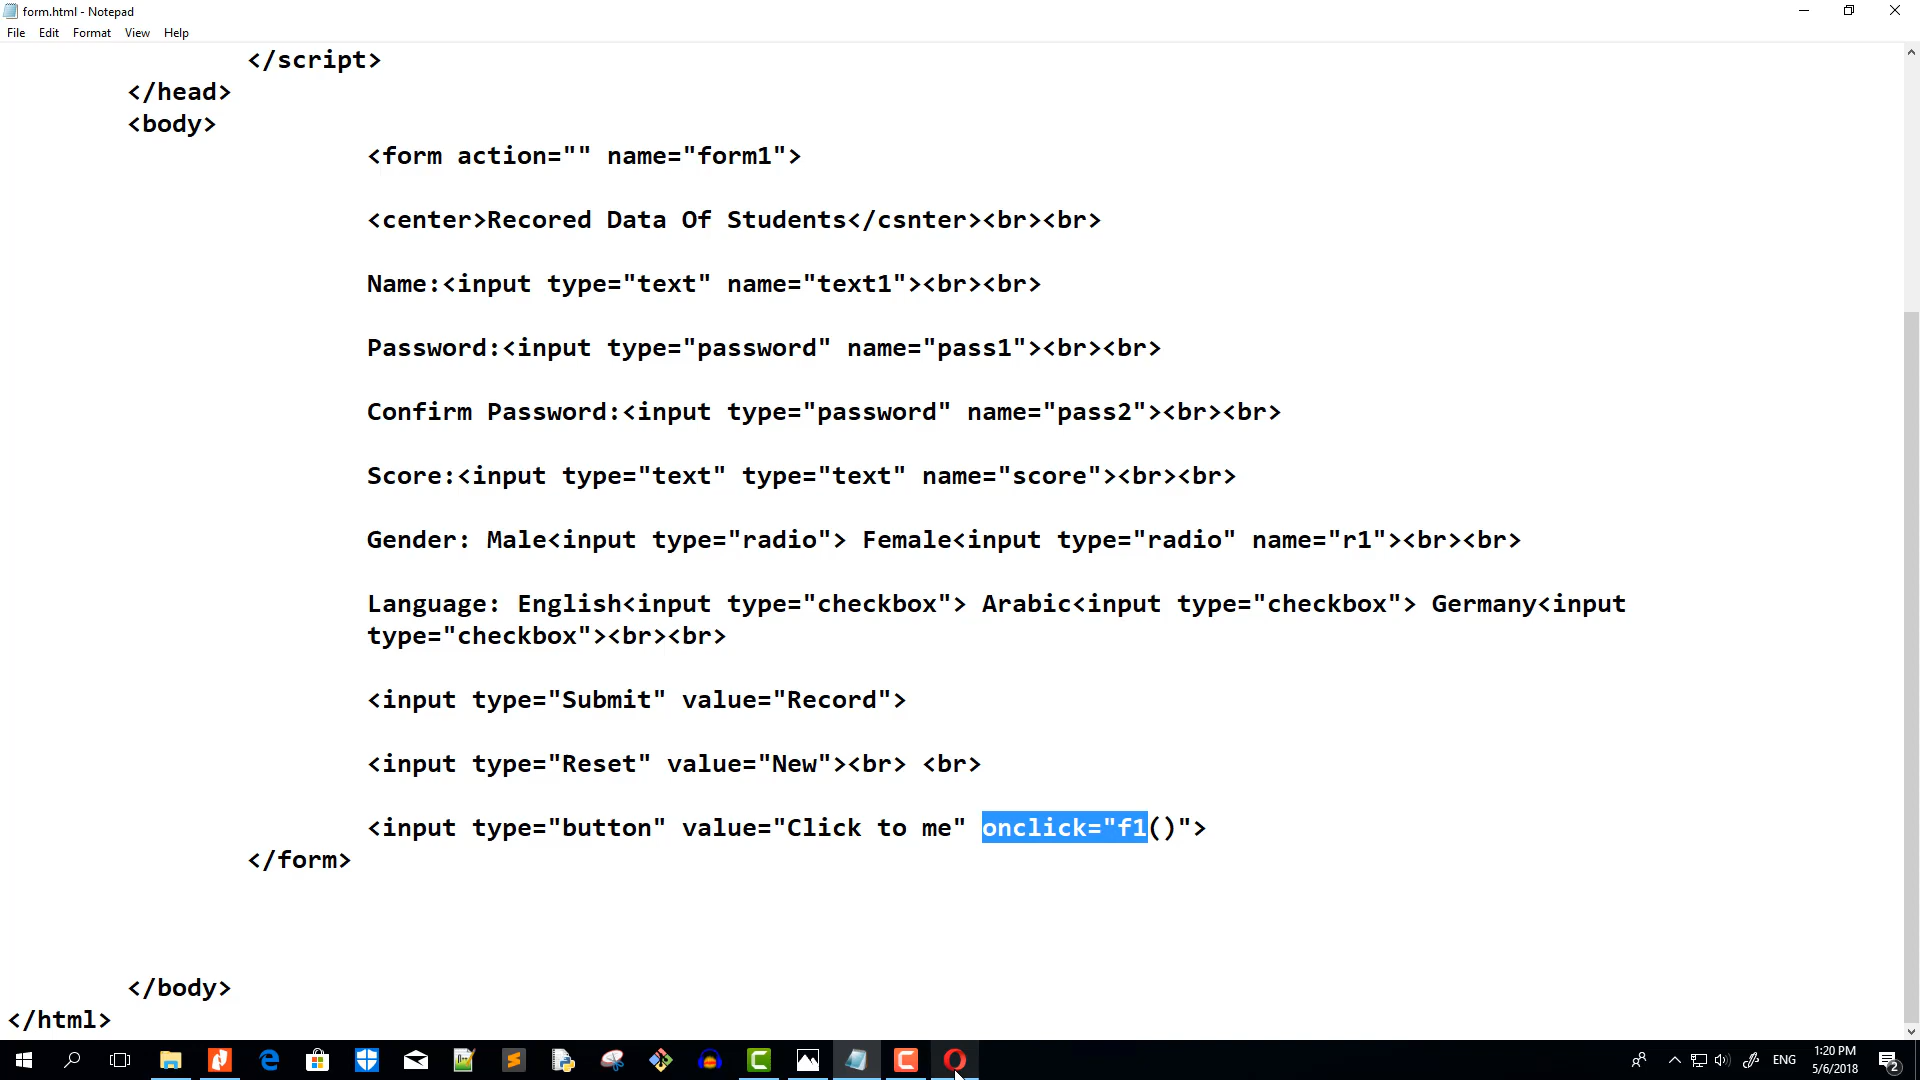 form.html - Notepad
File Edit Format View Help
</script>
</head>
<body>
<form action="" name="form1">
<center>Recored Data Of Students</csnter><br><br>
Name:<input type="text" name="text1"><br><br>
Password:<input type="password" name="pass1"><br><br>
Confirm Password:<input type="password" name="pass2"><br><br>
Score:<input type="text" type="text" name="score"><br><br>
Gender: Male<input type="radio"> Female<input type="radio" name="r1"><br><br>
Language: English<input type="checkbox"> Arabic<input type="checkbox"> Germany<input
type="checkbox"><br><br>
<input type="Submit" value="Record">
<input type="Reset" value="New"><br> <br>
<input type="button" value="Click to me" onclick="f1()">
</form>
</body>
</html>
ENG
1:20 PM
5/6/2018
2